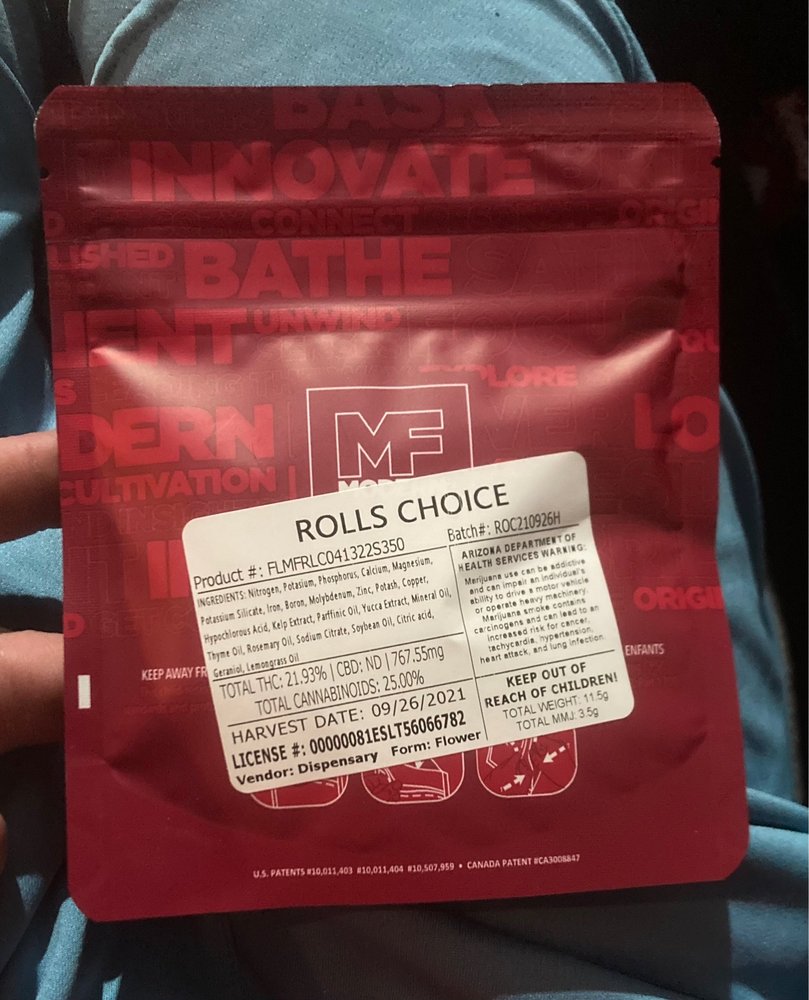 BASK
INNOVATE
CONNECT
ORIGI
SHED
BATHE
IENT
UNWIND
PLORE
DERN
LO
CULTIVATION
MF
ORIGI
KEEP AWAY FR
ENFANTS
ROLLS CHOICE
Product #: FLMFRLC041322S350
Batch#: ROC210926H
INGREDIENTS: Nitrogen, Potasium, Phosphorus, Calcium, Magnesium,
Potassium Silicate, Iron, Boron, Molybdenum, Zinc, Potash, Copper,
Hypochlorous Acid, Kelp Extract, Parffinic Oil, Yucca Extract, Mineral Oil,
Thyme Oil, Rosemary Oil, Sodium Citrate, Soybean Oil, Citric acid,
Geraniol, Lemongrass Oil
TOTAL THC: 21.93% | CBD: ND | 767.55mg
TOTAL CANNABINOIDS: 25.00%
HARVEST DATE: 09/26/2021
LICENSE #: 00000081ESLT56066782
Vendor: Dispensary Form: Flower
ARIZONA DEPARTMENT OF
HEALTH SERVICES WARNING:
Marijuana use can be addictive
and can impair an individual's
ability to drive a motor vehicle
or operate heavy machinery.
Marijuana smoke contains
carcinogens and can lead to an
increased risk for cancer,
tachycardia, hypertension,
heart attack, and lung infection.
KEEP OUT OF
REACH OF CHILDREN!
TOTAL WEIGHT: 11.5g
TOTAL MMJ: 3.5g
U.S. PATENTS #10,011,403 #10,011,404 #10,507,959 • CANADA PATENT #CA3008847